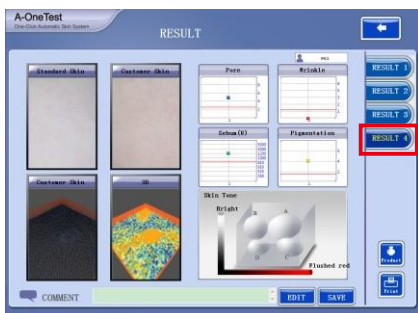 A-OneTest
One-Click Automatic Skin System
RESULT
Standard Skin
Customer Skin
Pore
Wrinkle
RESULT 1
RESULT 2
RESULT 3
RESULT 4
Sebum(U)
Pigmentation
Customer Skin
3D
Skin Tone
Bright
B
A
D
C
Flushed red
Product
Print
COMMENT
EDIT
SAVE